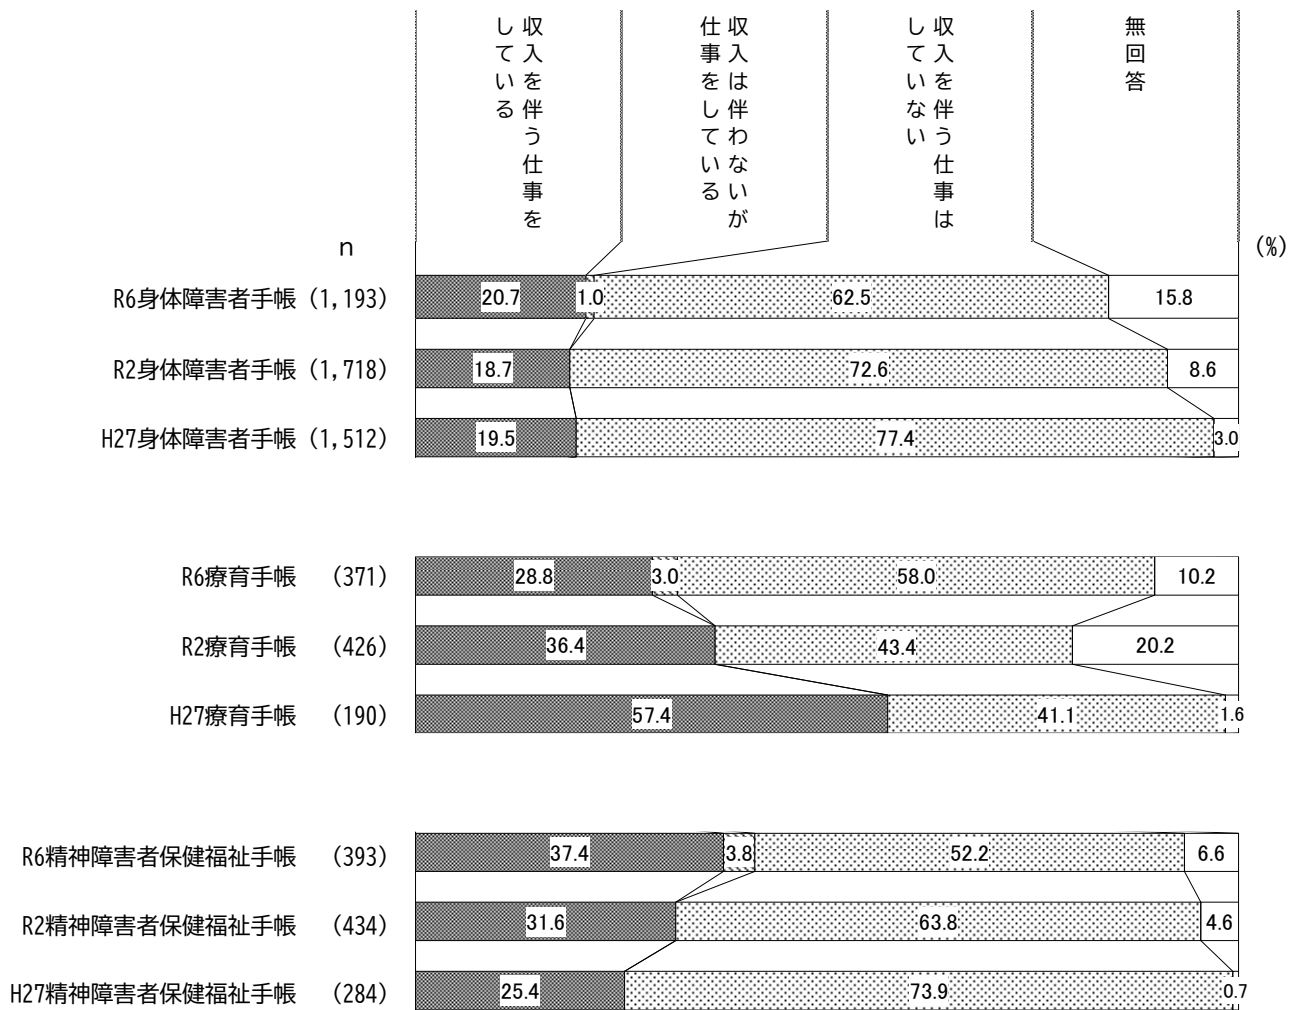 収入を伴う仕事を
している
収入は伴わないが
仕事をしている
収入を伴う仕事は
していない
無回答
n
(%)
R6身体障害者手帳 (1,193) 20.7 1.0 62.5 15.8
R2身体障害者手帳 (1,718) 18.7 72.6 8.6
H27身体障害者手帳 (1,512) 19.5 77.4 3.0
R6療育手帳 (371) 28.8 3.0 58.0 10.2
R2療育手帳 (426) 36.4 43.4 20.2
H27療育手帳 (190) 57.4 41.1 1.6
R6精神障害者保健福祉手帳 (393) 37.4 3.8 52.2 6.6
R2精神障害者保健福祉手帳 (434) 31.6 63.8 4.6
H27精神障害者保健福祉手帳 (284) 25.4 73.9 0.7